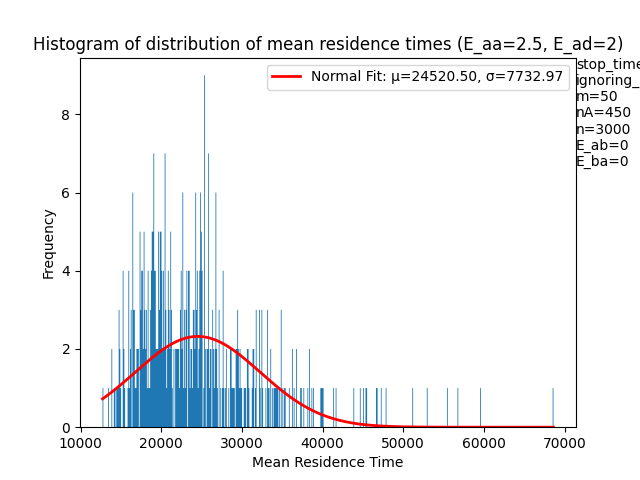 Histogram of distribution of mean residence times (E_aa=2.5, E_ad=2)
Normal Fit: μ=24520.50, σ=7732.97
stop_time
ignoring_
m=50
nA=450
n=3000
E_ab=0
E_ba=0
Frequency
8
6
4
2
0
10000 20000 30000 40000 50000 60000 70000
Mean Residence Time